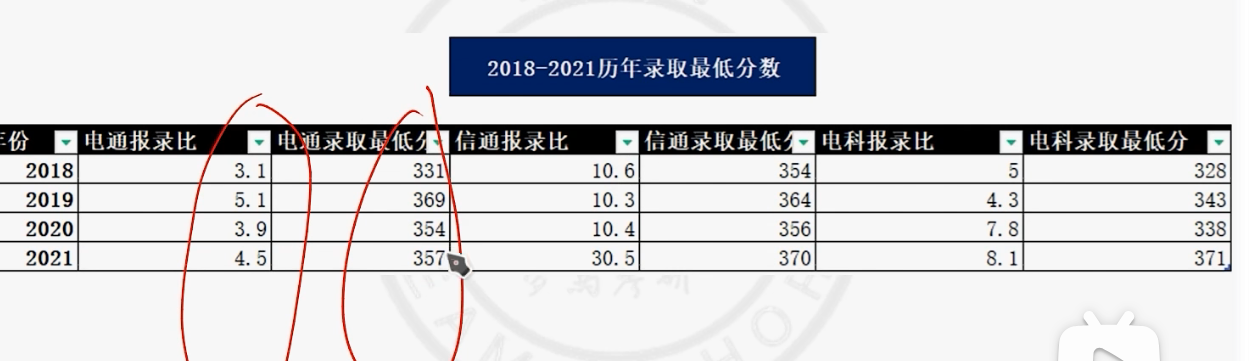 2018-2021历年录取最低分数
份 电通报录比 电通录取最低分 信通报录比 信通录取最低 电科报录比 电科录取最低分
2018 3.1 331 10.6 354 5 328
2019 5.1 369 10.3 364 4.3 343
2020 3.9 354 10.4 356 7.8 338
2021 4.5 357 30.5 370 8.1 371